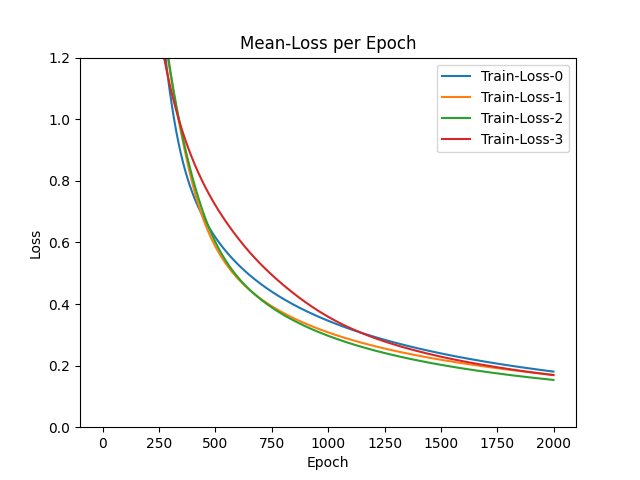 Mean-Loss per Epoch
Train-Loss-0
Train-Loss-1
Train-Loss-2
Train-Loss-3
Loss
1.2
1.0
0.8
0.6
0.4
0.2
0.0
0 250 500 750 1000 1250 1500 1750 2000
Epoch